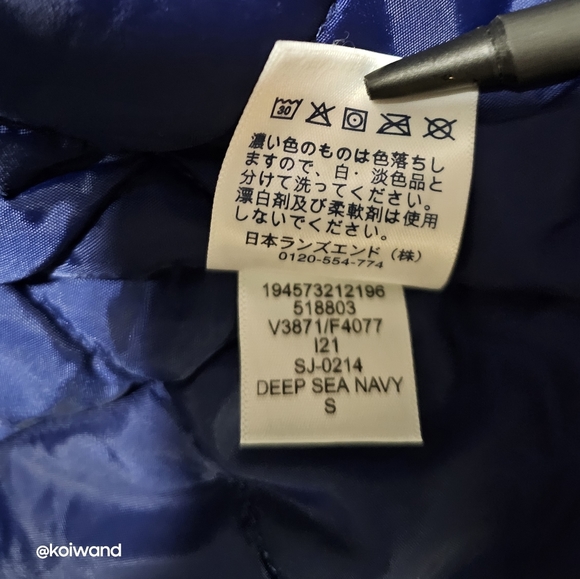 30
濃い色のものは色落ちし
ますので、白・淡色品と
分けて洗ってください。
漂白剤及び柔軟剤は使用
しないでください。
日本ランズエンド（株）
0120-554-774
194573212196
518803
V3871/F4077
I21
SJ-0214
DEEP SEA NAVY
S
@koiwand